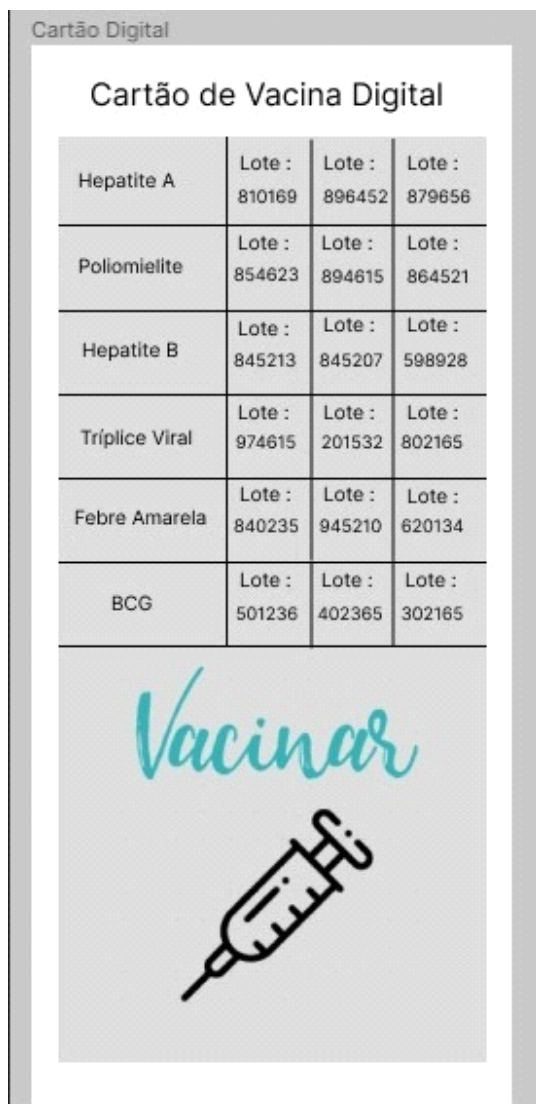 Cartão Digital
Cartão de Vacina Digital
Hepatite A
Lote : Lote : Lote :
810169 896452 879656
Poliomielite
Lote : Lote : Lote :
854623 894615 864521
Hepatite B
Lote : Lote : Lote :
845213 845207 598928
Tríplice Viral
Lote : Lote : Lote :
974615 201532 802165
Febre Amarela
Lote : Lote : Lote :
840235 945210 620134
BCG
Lote : Lote : Lote :
501236 402365 302165
Vacinar